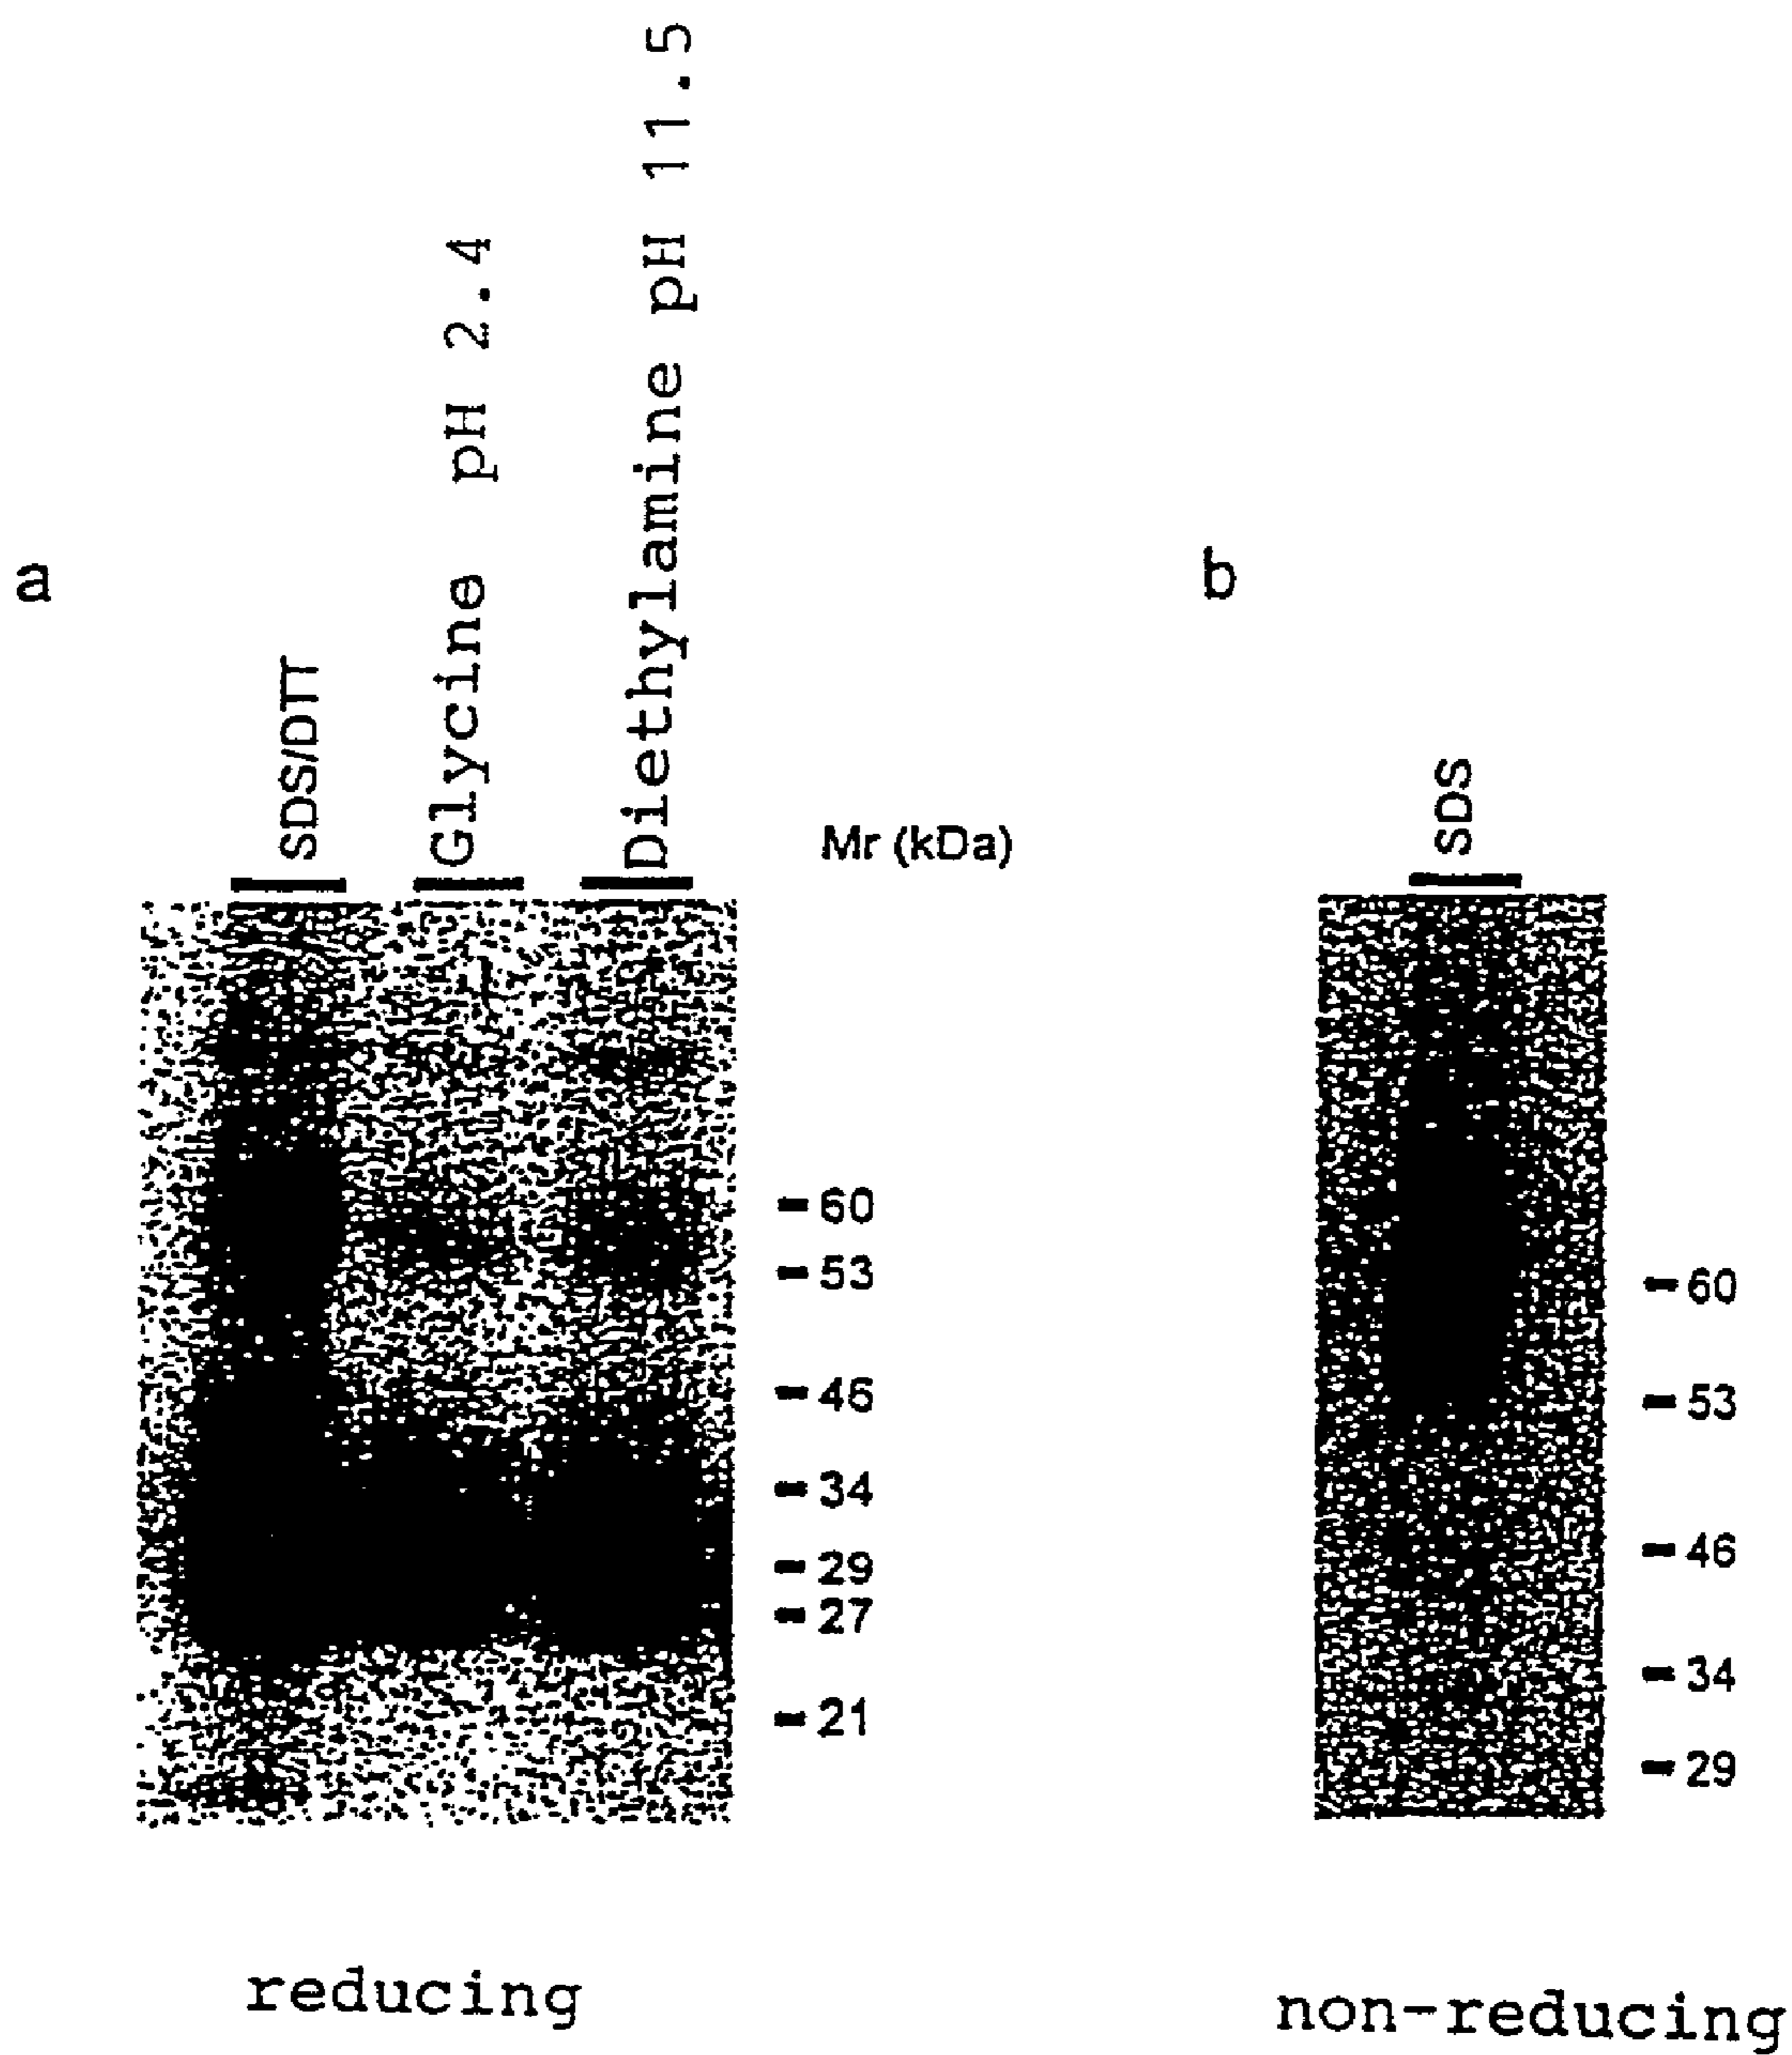 a
SDS/DTT
Glycine pH 2.4
Diethylamine pH 11.5
Mr (kDa)
60
53
46
34
29
27
21
reducing
b
SDS
60
53
46
34
29
non-reducing